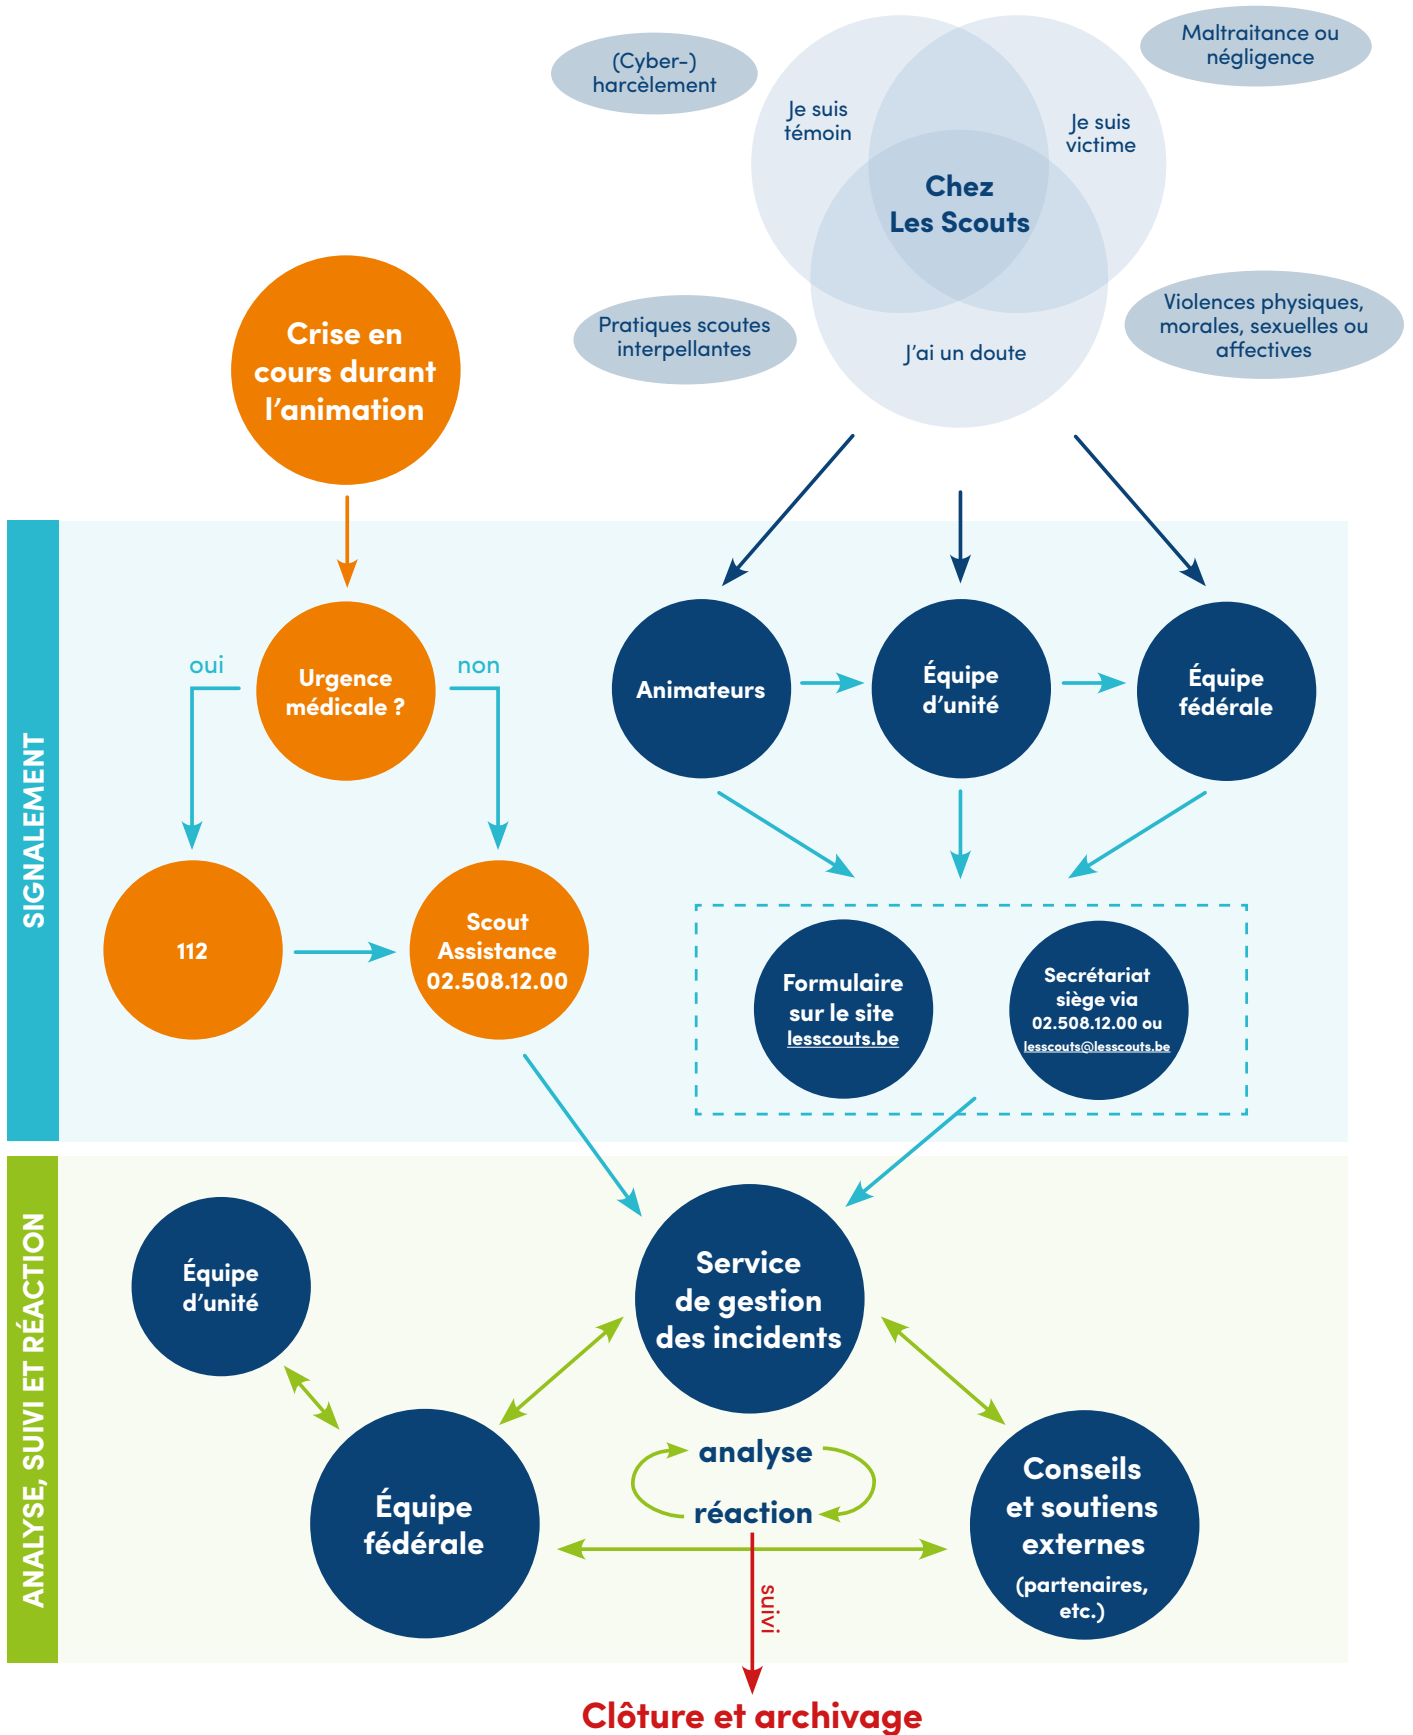 (Cyber-)
harcèlement
Maltraitance ou
négligence
Je suis
témoin
Je suis
victime
Chez
Les Scouts
Pratiques scoutes
interpellantes
Violences physiques,
morales, sexuelles ou
affectives
J'ai un doute
Crise en
cours durant
l'animation
SIGNALEMENT
oui
Urgence
médicale ?
non
Animateurs
Équipe
d'unité
Équipe
fédérale
112
Scout
Assistance
02.508.12.00
Formulaire
sur le site
lesscouts.be
Secrétariat
siège via
02.508.12.00 ou
lesscouts@lesscouts.be
ANALYSE, SUIVI ET RÉACTION
Équipe
d'unité
Service
de gestion
des incidents
Équipe
fédérale
analyse
réaction
Conseils
et soutiens
externes
(partenaires,
etc.)
suivi
Clôture et archivage